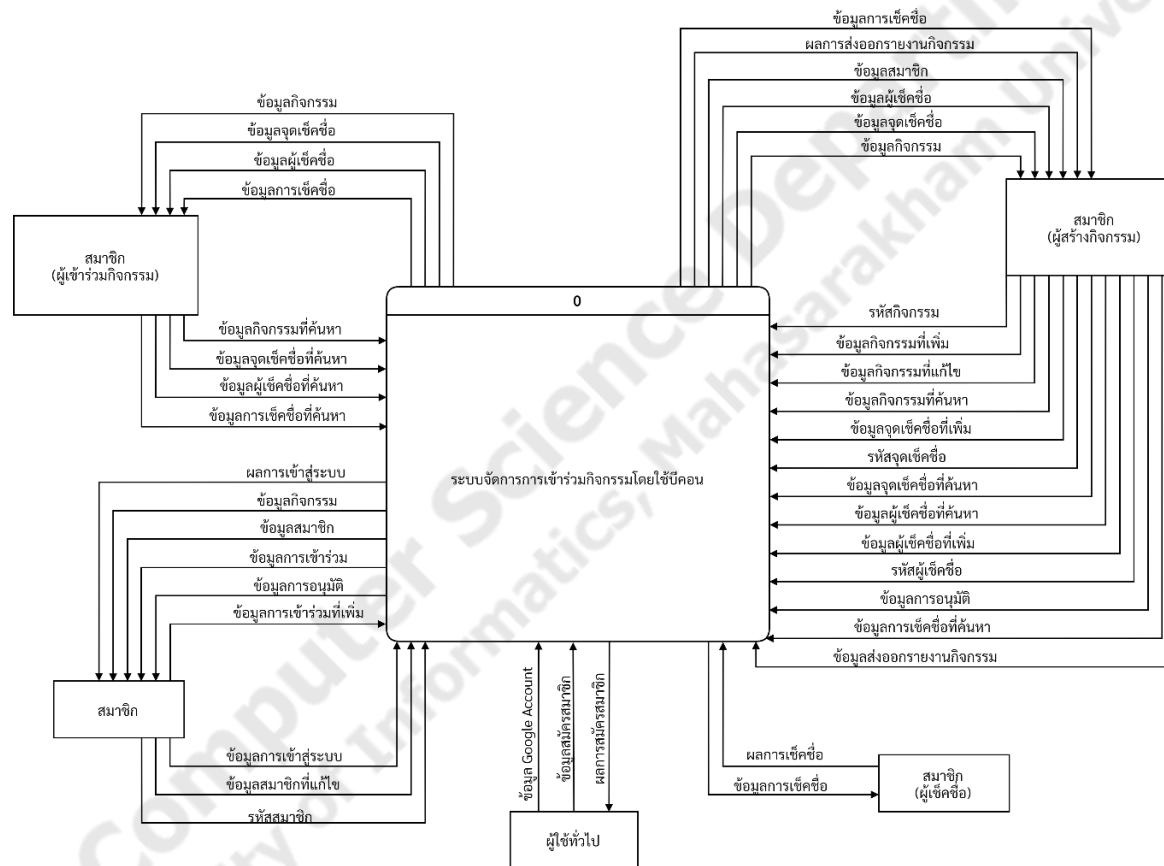 ข้อมูลการเช็คชื่อ
ผลการส่งออกรายงานกิจกรรม
ข้อมูลสมาชิก
ข้อมูลผู้เช็คชื่อ
ข้อมูลจุดเช็คชื่อ
ข้อมูลกิจกรรม
ข้อมูลกิจกรรม
ข้อมูลจุดเช็คชื่อ
ข้อมูลผู้เช็คชื่อ
ข้อมูลการเช็คชื่อ
สมาชิก
(ผู้เข้าร่วมกิจกรรม)
สมาชิก
(ผู้สร้างกิจกรรม)
0
ระบบจัดการการเข้าร่วมกิจกรรมโดยใช้บีคอน
ข้อมูลกิจกรรมที่ค้นหา
ข้อมูลจุดเช็คชื่อที่ค้นหา
ข้อมูลผู้เช็คชื่อที่ค้นหา
ข้อมูลการเช็คชื่อที่ค้นหา
รหัสกิจกรรม
ข้อมูลกิจกรรมที่เพิ่ม
ข้อมูลกิจกรรมที่แก้ไข
ข้อมูลกิจกรรมที่ค้นหา
ข้อมูลจุดเช็คชื่อที่เพิ่ม
รหัสจุดเช็คชื่อ
ข้อมูลจุดเช็คชื่อที่ค้นหา
ข้อมูลผู้เช็คชื่อที่ค้นหา
ข้อมูลผู้เช็คชื่อที่เพิ่ม
รหัสผู้เช็คชื่อ
ข้อมูลการอนุมัติ
ข้อมูลการเช็คชื่อที่ค้นหา
ข้อมูลส่งออกรายงานกิจกรรม
ผลการเข้าสู่ระบบ
ข้อมูลกิจกรรม
ข้อมูลสมาชิก
ข้อมูลการเข้าร่วม
ข้อมูลการอนุมัติ
ข้อมูลการเข้าร่วมที่เพิ่ม
สมาชิก
ข้อมูลการเข้าสู่ระบบ
ข้อมูลสมาชิกที่แก้ไข
รหัสสมาชิก
ข้อมูล Google Account
ข้อมูลสมัครสมาชิก
ผลการสมัครสมาชิก
ผู้ใช้ทั่วไป
ผลการเช็คชื่อ
ข้อมูลการเช็คชื่อ
สมาชิก
(ผู้เช็คชื่อ)
Computer Science Departm
ity of Informatics, Mahasarakham Unive